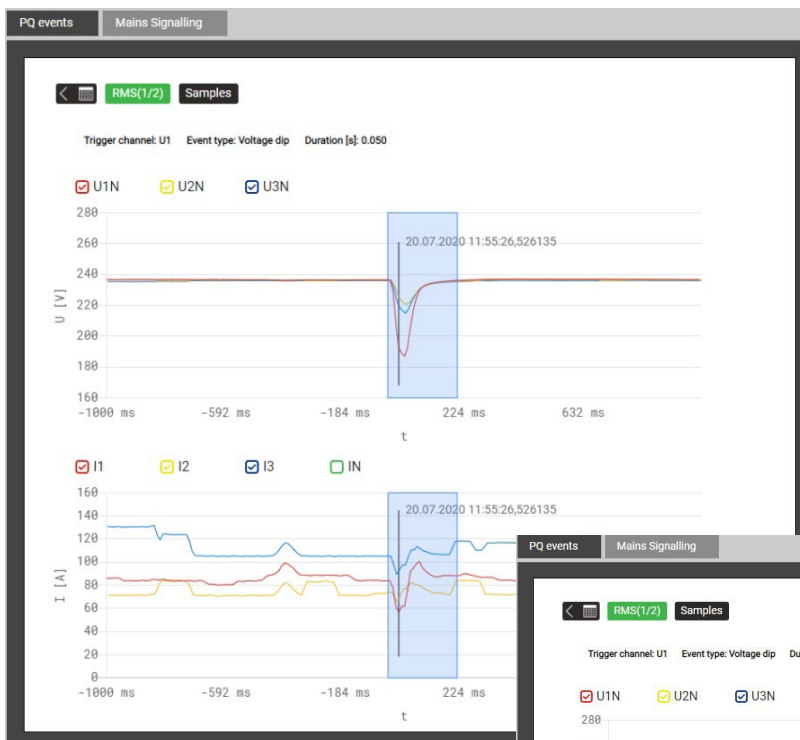 PQ events Mains Signalling
RMS(1/2) Samples
Trigger channel: U1 Event type: Voltage dip Duration [s]: 0.050
U1N U2N U3N
280
260
20.07.2020 11:55:26,526135
240
220
200
180
160
U [V]
-1000 ms -592 ms -184 ms 224 ms 632 ms
t
I1 I2 I3 IN
160
140
20.07.2020 11:55:26,526135
120
100
80
60
40
20
0
I [A]
-1000 ms -592 ms -184 ms 224 ms
t
PQ events Mains Signalling
RMS(1/2) Samples
Trigger channel: U1 Event type: Voltage dip Du
U1N U2N U3N
280